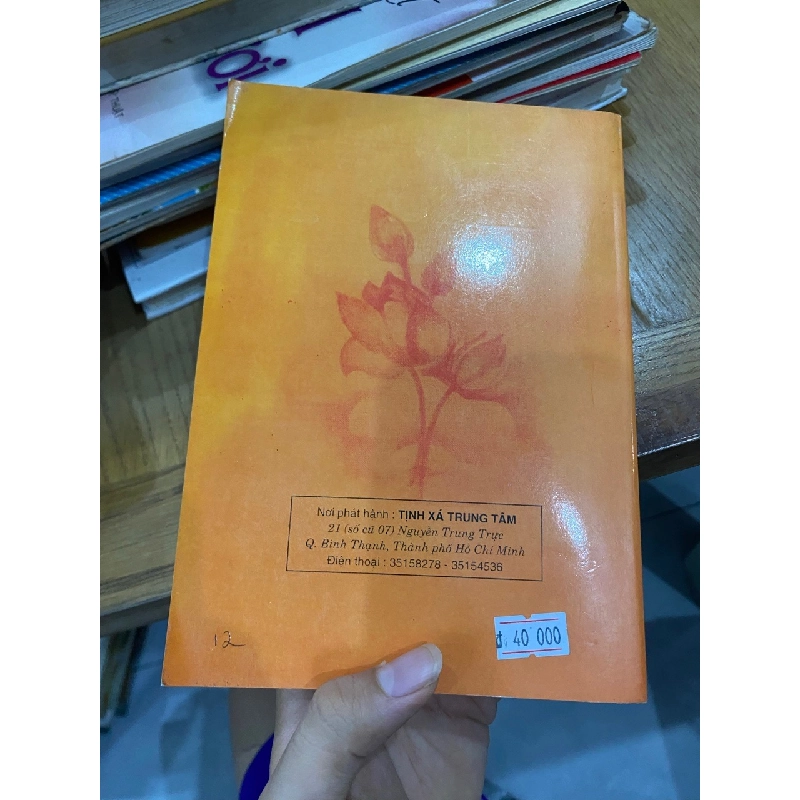 THUẬT
Nơi phát hành : TỊNH XÁ TRUNG TÂM
21 (số cũ 07) Nguyễn Trung Trực
Q. Bình Thạnh, Thành phố Hồ Chí Minh
Điện thoại : 35158278 - 35154536
12
đ. 40 000